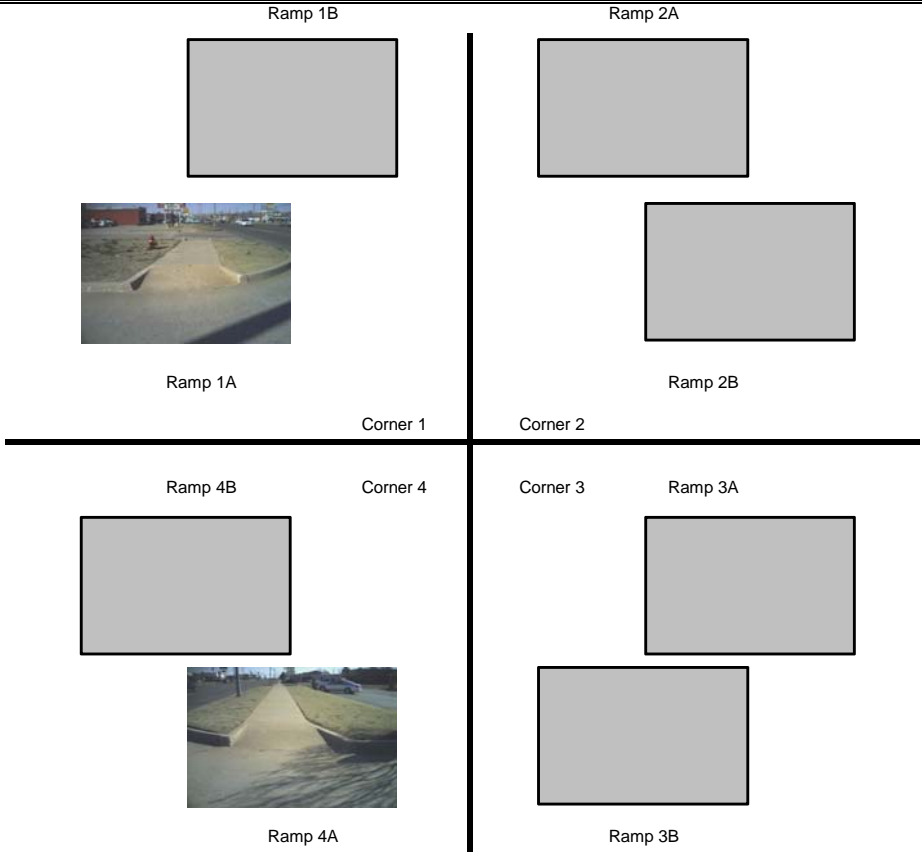 Ramp 1B Ramp 2A
Ramp 1A Ramp 2B
Corner 1 Corner 2
Ramp 4B Corner 4 Corner 3 Ramp 3A
Ramp 4A Ramp 3B